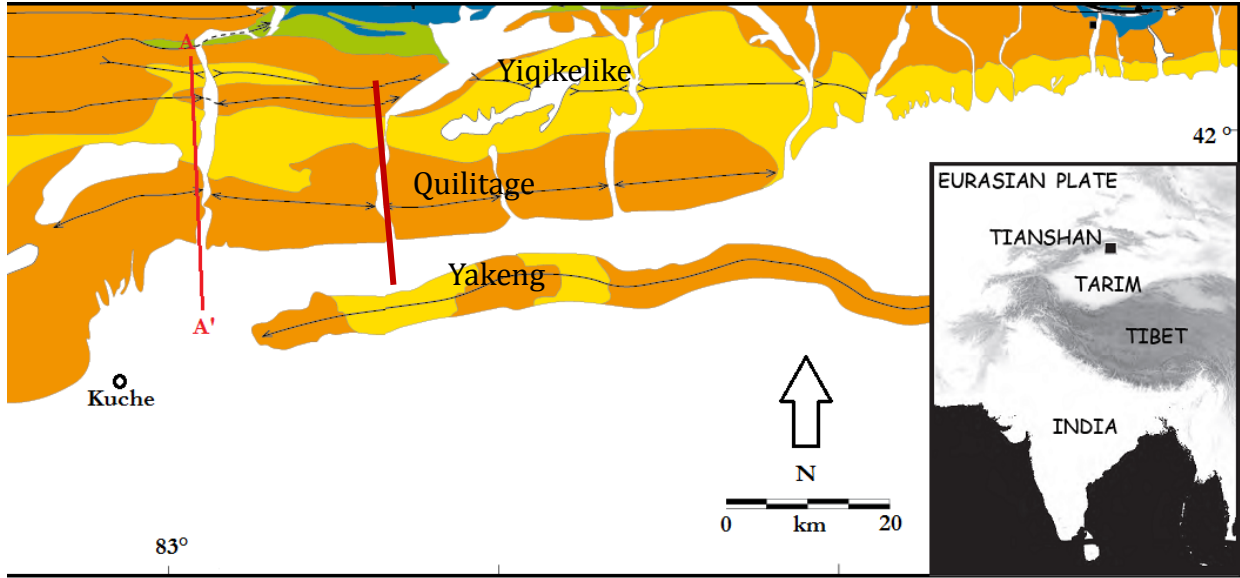 A
Yiqikelike
42 °
Quilitage
Yakeng
A'
Kuche
N
0 km 20
83°
EURASIAN PLATE
TIANSHAN
TARIM
TIBET
INDIA